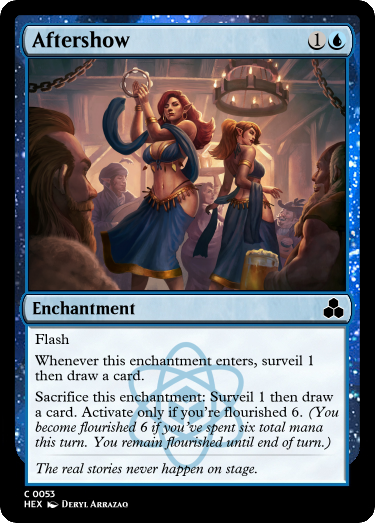 Aftershow 1
Enchantment
Flash
Whenever this enchantment enters, surveil 1
then draw a card.
Sacrifice this enchantment: Surveil 1 then draw
a card. Activate only if you're flourished 6. (You
become flourished 6 if you've spent six total mana
this turn. You remain flourished until end of turn.)
The real stories never happen on stage.
C 0053
HEX Deryl Arrazao